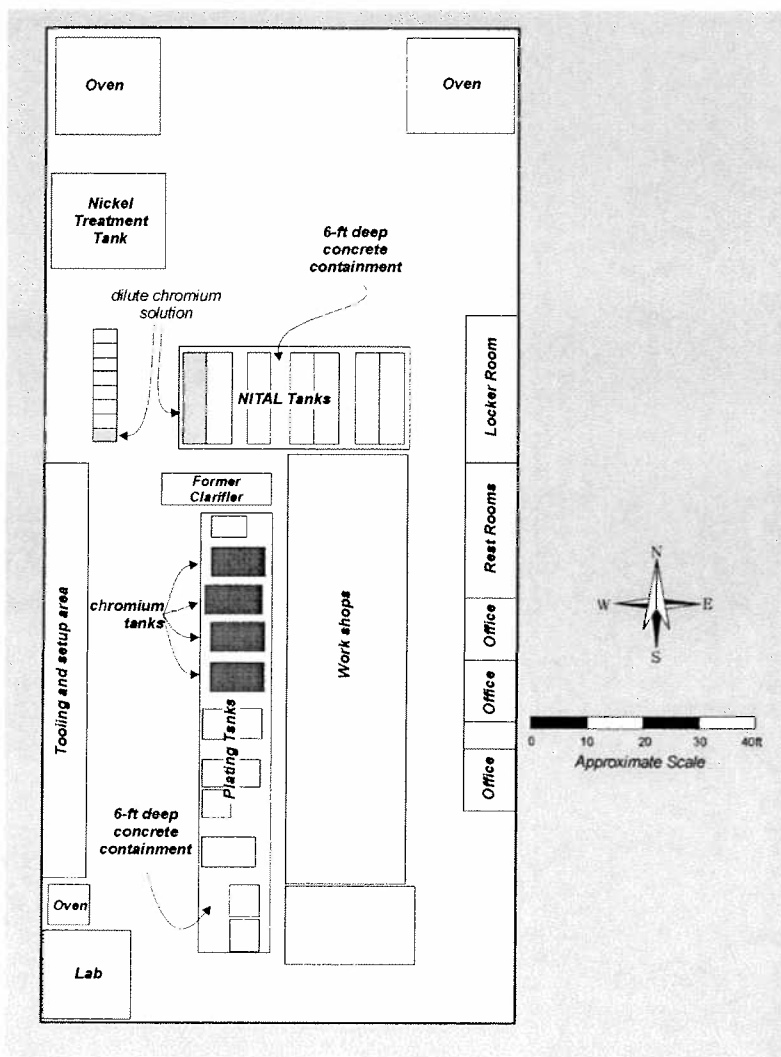 Oven
Oven
Nickel
Treatment
Tank
6-ft deep
concrete
containment
dilute chromium
solution
NITAL Tanks
Locker Room
Former
Clarifier
Rest Rooms
N
W
E
S
chromium
tanks
Tooling and setup area
Work shops
Office
Office
Plating Tanks
0
10
20
30
40ft
Approximate Scale
Office
6-ft deep
concrete
containment
Oven
Lab